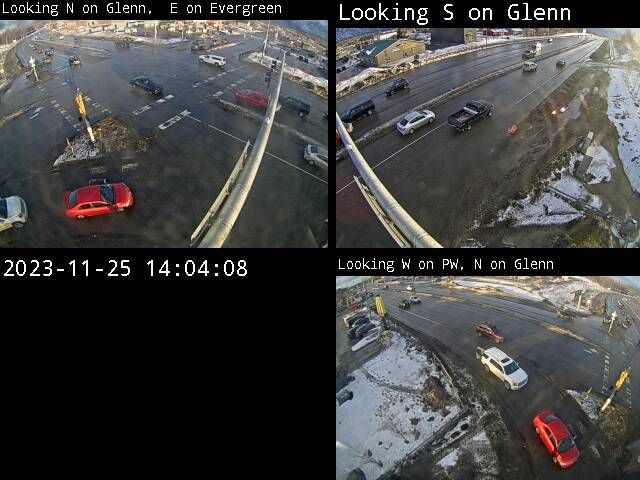 Looking N on Glenn,  E on Evergreen
Looking S on Glenn
2023-11-25 14:04:08
Looking W on PW, N on Glenn